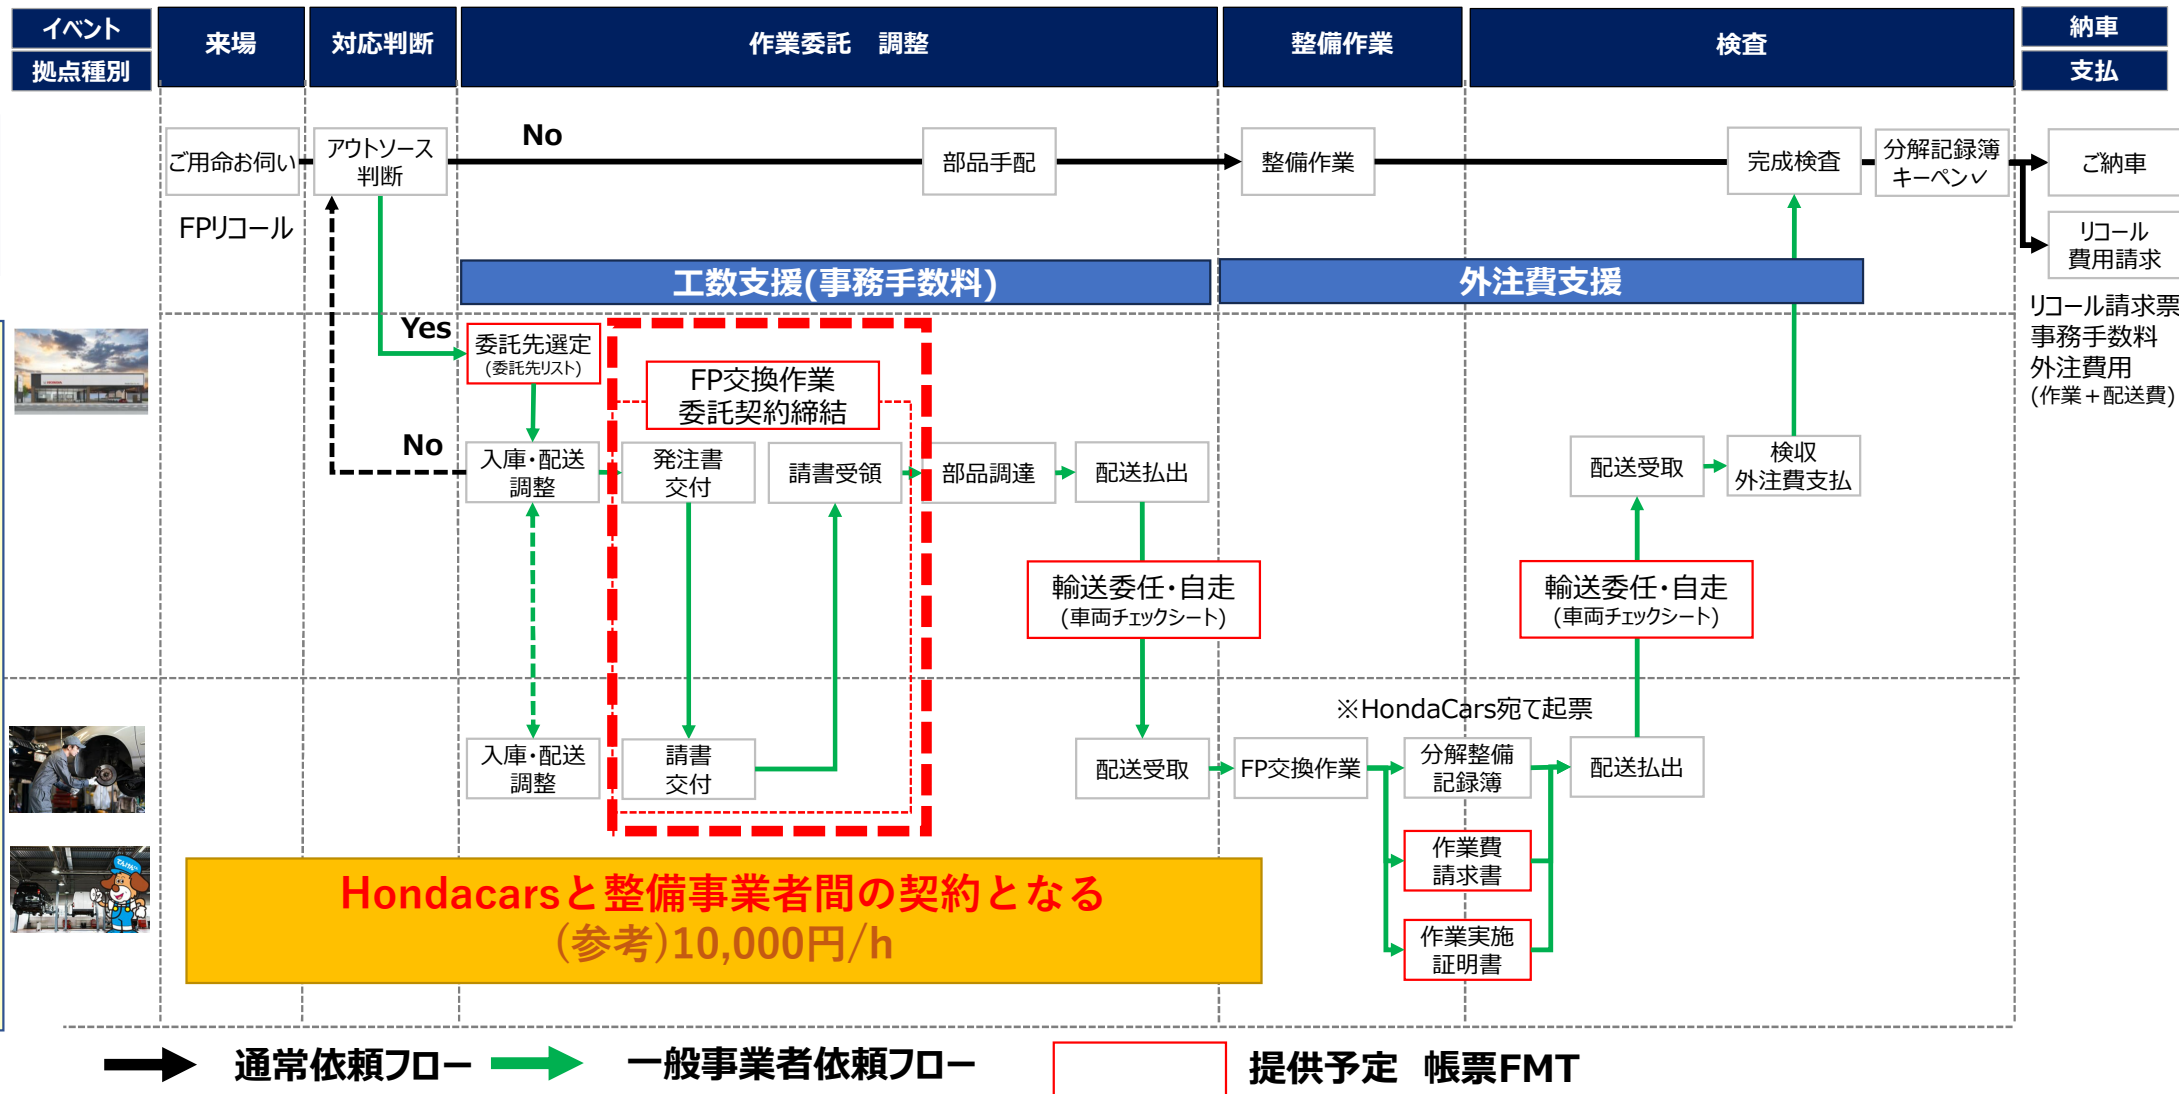 イベント
拠点種別
来場
対応判断
作業委託　調整
整備作業
検査
納車
支払
No
ご用命お伺い
アウトソース
判断
部品手配
整備作業
完成検査
分解記録簿
キーペン✓
ご納車
FPリコール
リコール
費用請求
工数支援(事務手数料)
外注費支援
リコール請求票
事務手数料
外注費用
(作業＋配送費)
Yes
委託先選定
(委託先リスト)
FP交換作業
委託契約締結
No
入庫・配送
調整
発注書
交付
請書受領
部品調達
配送払出
配送受取
検収
外注費支払
輸送委任・自走
(車両チェックシート)
輸送委任・自走
(車両チェックシート)
※HondaCars宛て起票
入庫・配送
調整
請書
交付
配送受取
FP交換作業
分解整備
記録簿
配送払出
作業費
請求書
作業実施
証明書
Hondacarsと整備事業者間の契約となる
(参考)10,000円/h
通常依頼フロー
一般事業者依頼フロー
提供予定　帳票FMT